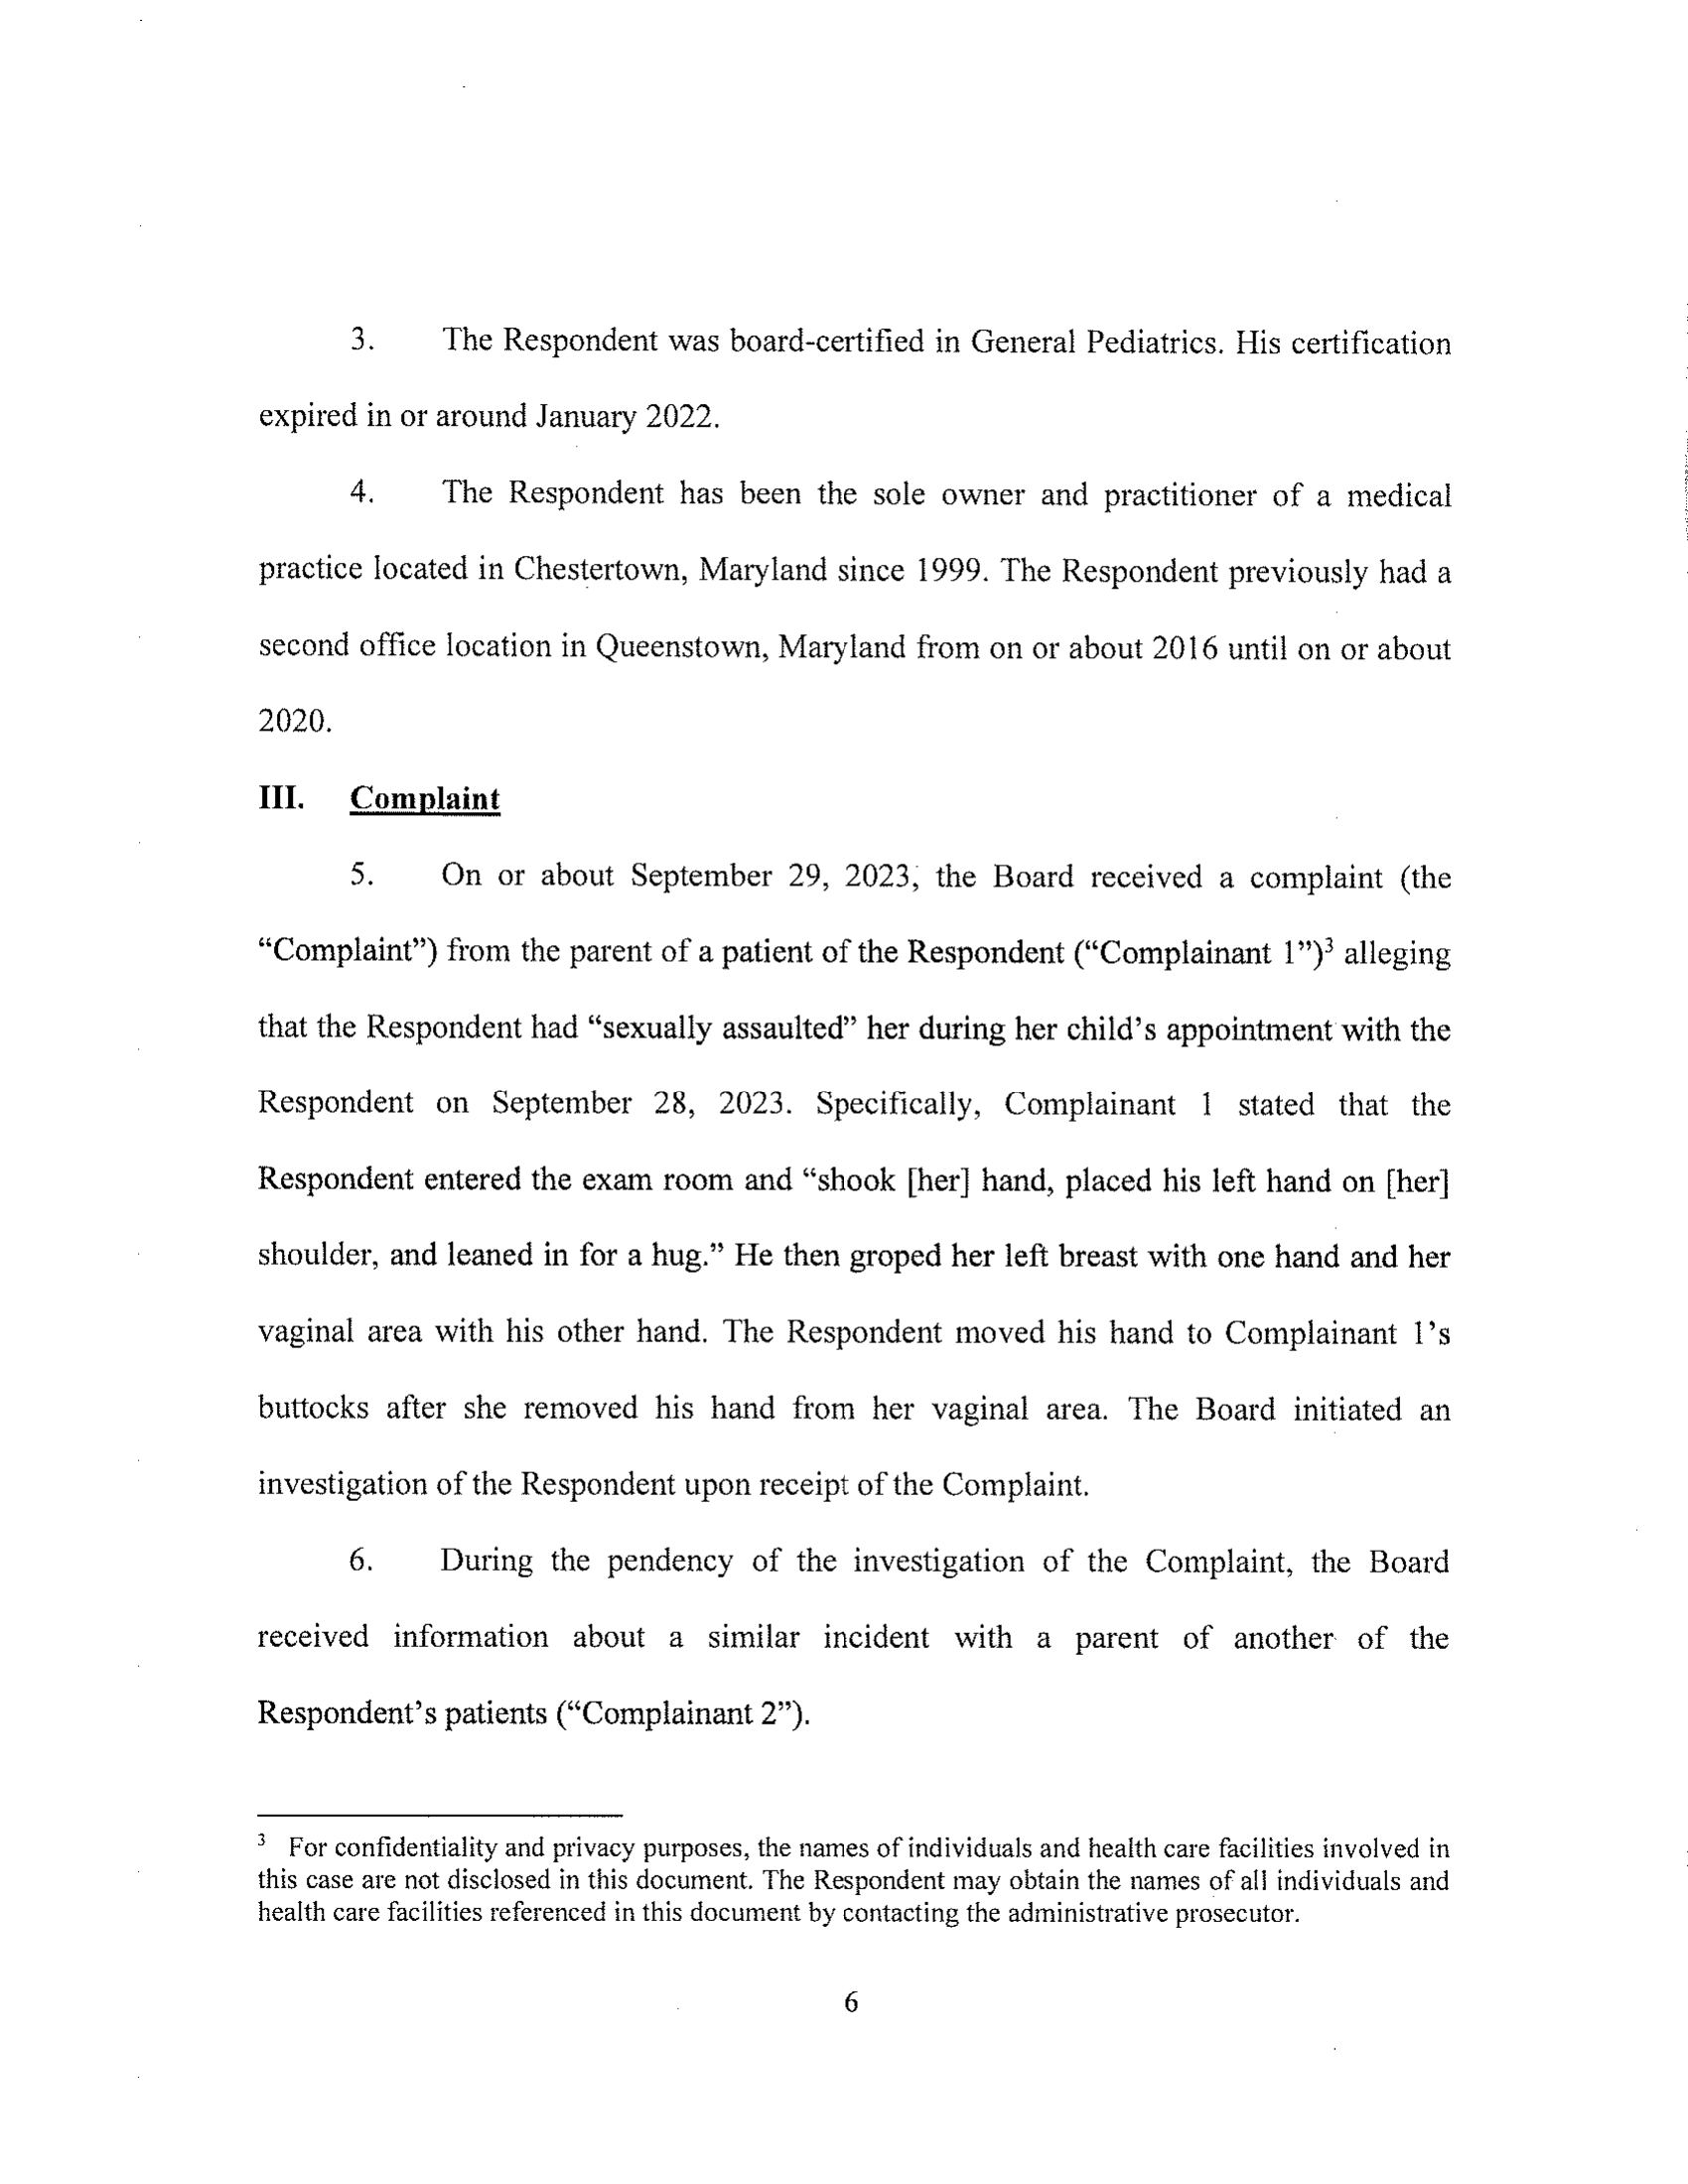 3. The Respondent was board-certified in General Pediatrics. His certification
expired in or around January 2022.
4. The Respondent has been the sole owner and practitioner of a medical
practice located in Chestertown, Maryland since 1999. The Respondent previously had a
second office location in Queenstown, Maryland from on or about 2016 until on or about
2020.
III. Complaint
5. On or about September 29, 2023, the Board received a complaint (the
“Complaint”) from the parent of a patient of the Respondent (“Complainant 1”)³ alleging
that the Respondent had “sexually assaulted” her during her child’s appointment with the
Respondent on September 28, 2023. Specifically, Complainant 1 stated that the
Respondent entered the exam room and “shook [her] hand, placed his left hand on [her]
shoulder, and leaned in for a hug.” He then groped her left breast with one hand and her
vaginal area with his other hand. The Respondent moved his hand to Complainant 1’s
buttocks after she removed his hand from her vaginal area. The Board initiated an
investigation of the Respondent upon receipt of the Complaint.
6. During the pendency of the investigation of the Complaint, the Board
received information about a similar incident with a parent of another of the
Respondent’s patients (“Complainant 2”).
³ For confidentiality and privacy purposes, the names of individuals and health care facilities involved in
this case are not disclosed in this document. The Respondent may obtain the names of all individuals and
health care facilities referenced in this document by contacting the administrative prosecutor.
6